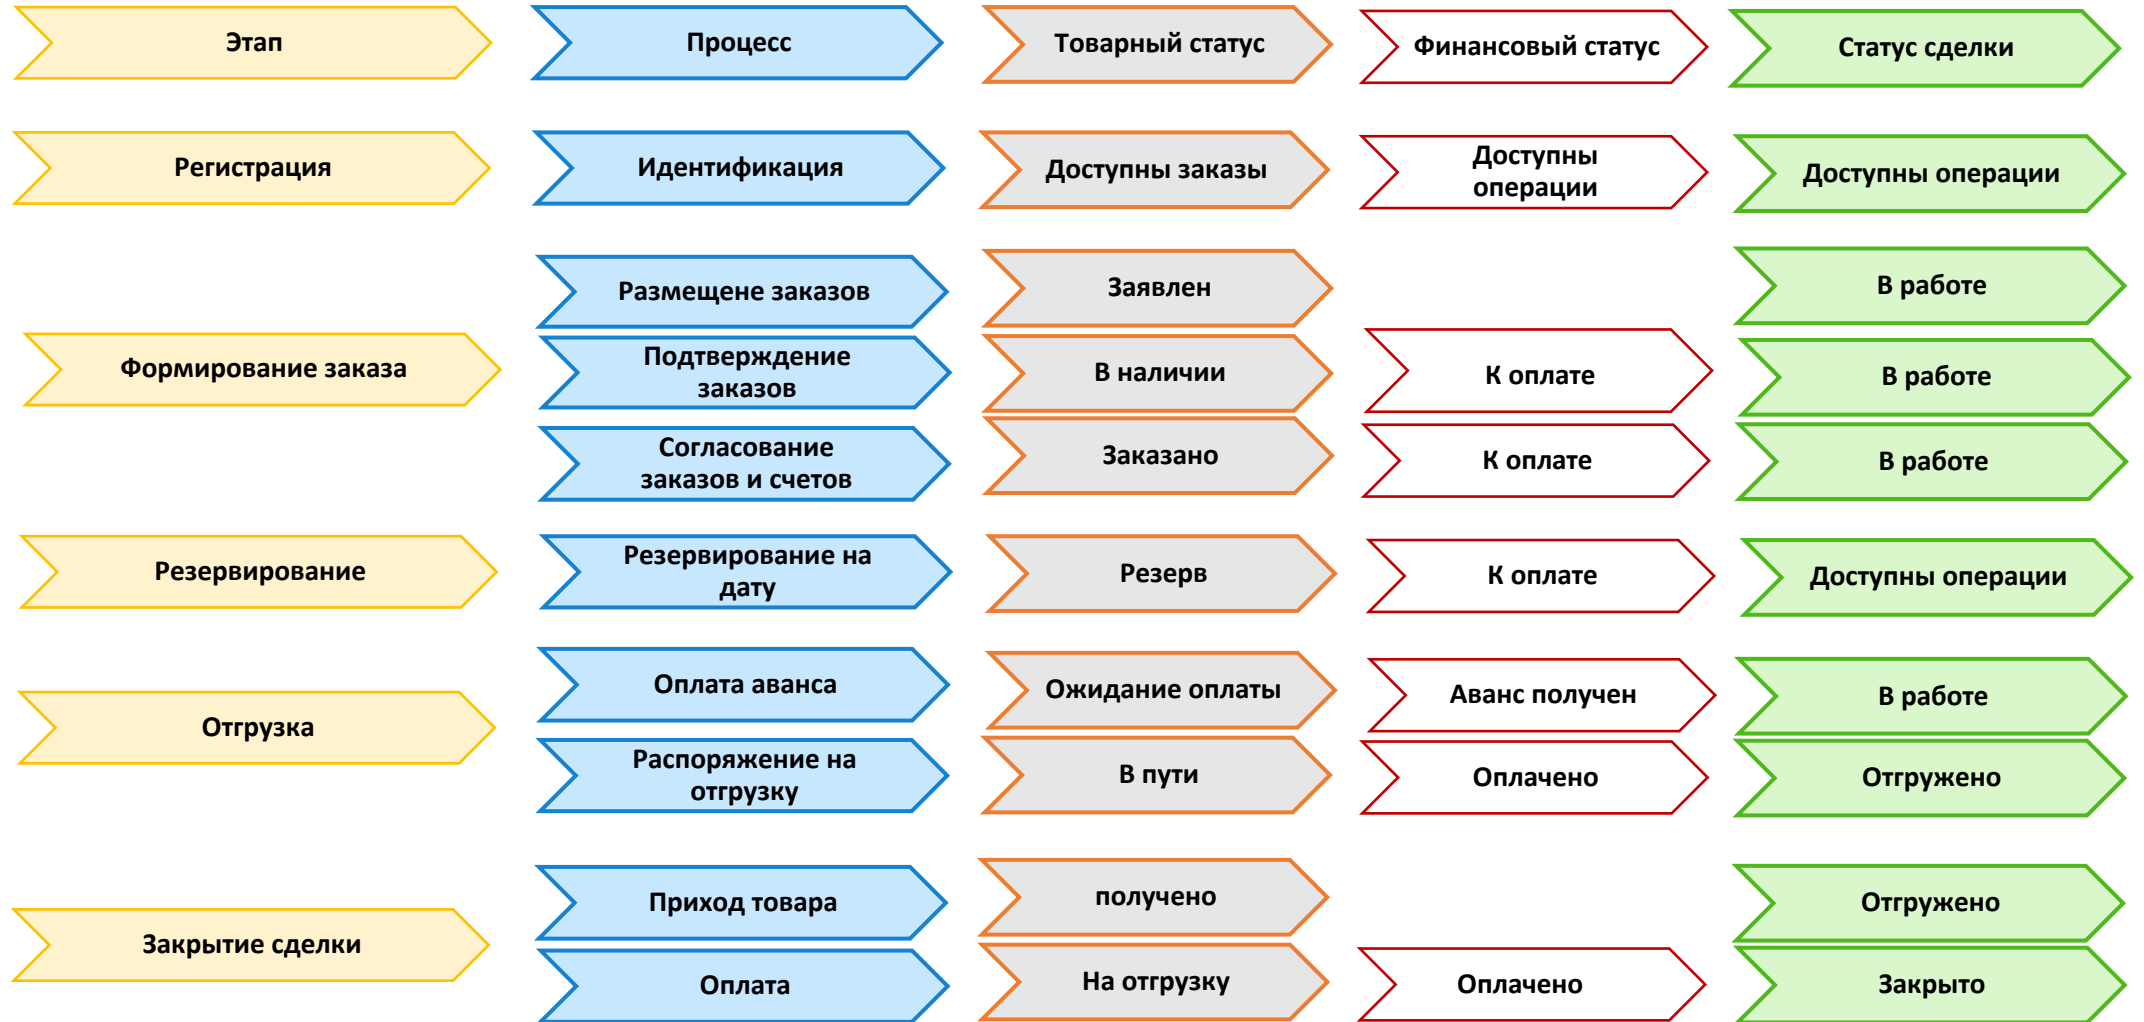 Этап
Процесс
Товарный статус
Финансовый статус
Статус сделки
Регистрация
Идентификация
Доступны заказы
Доступны
операции
Доступны операции
Формирование заказа
Размещене заказов
Заявлен
В работе
Подтверждение
заказов
В наличии
К оплате
В работе
Согласование
заказов и счетов
Заказано
К оплате
В работе
Резервирование
Резервирование на
дату
Резерв
К оплате
Доступны операции
Отгрузка
Оплата аванса
Ожидание оплаты
Аванс получен
В работе
Распоряжение на
отгрузку
В пути
Оплачено
Отгружено
Закрытие сделки
Приход товара
получено
Отгружено
Оплата
На отгрузку
Оплачено
Закрыто